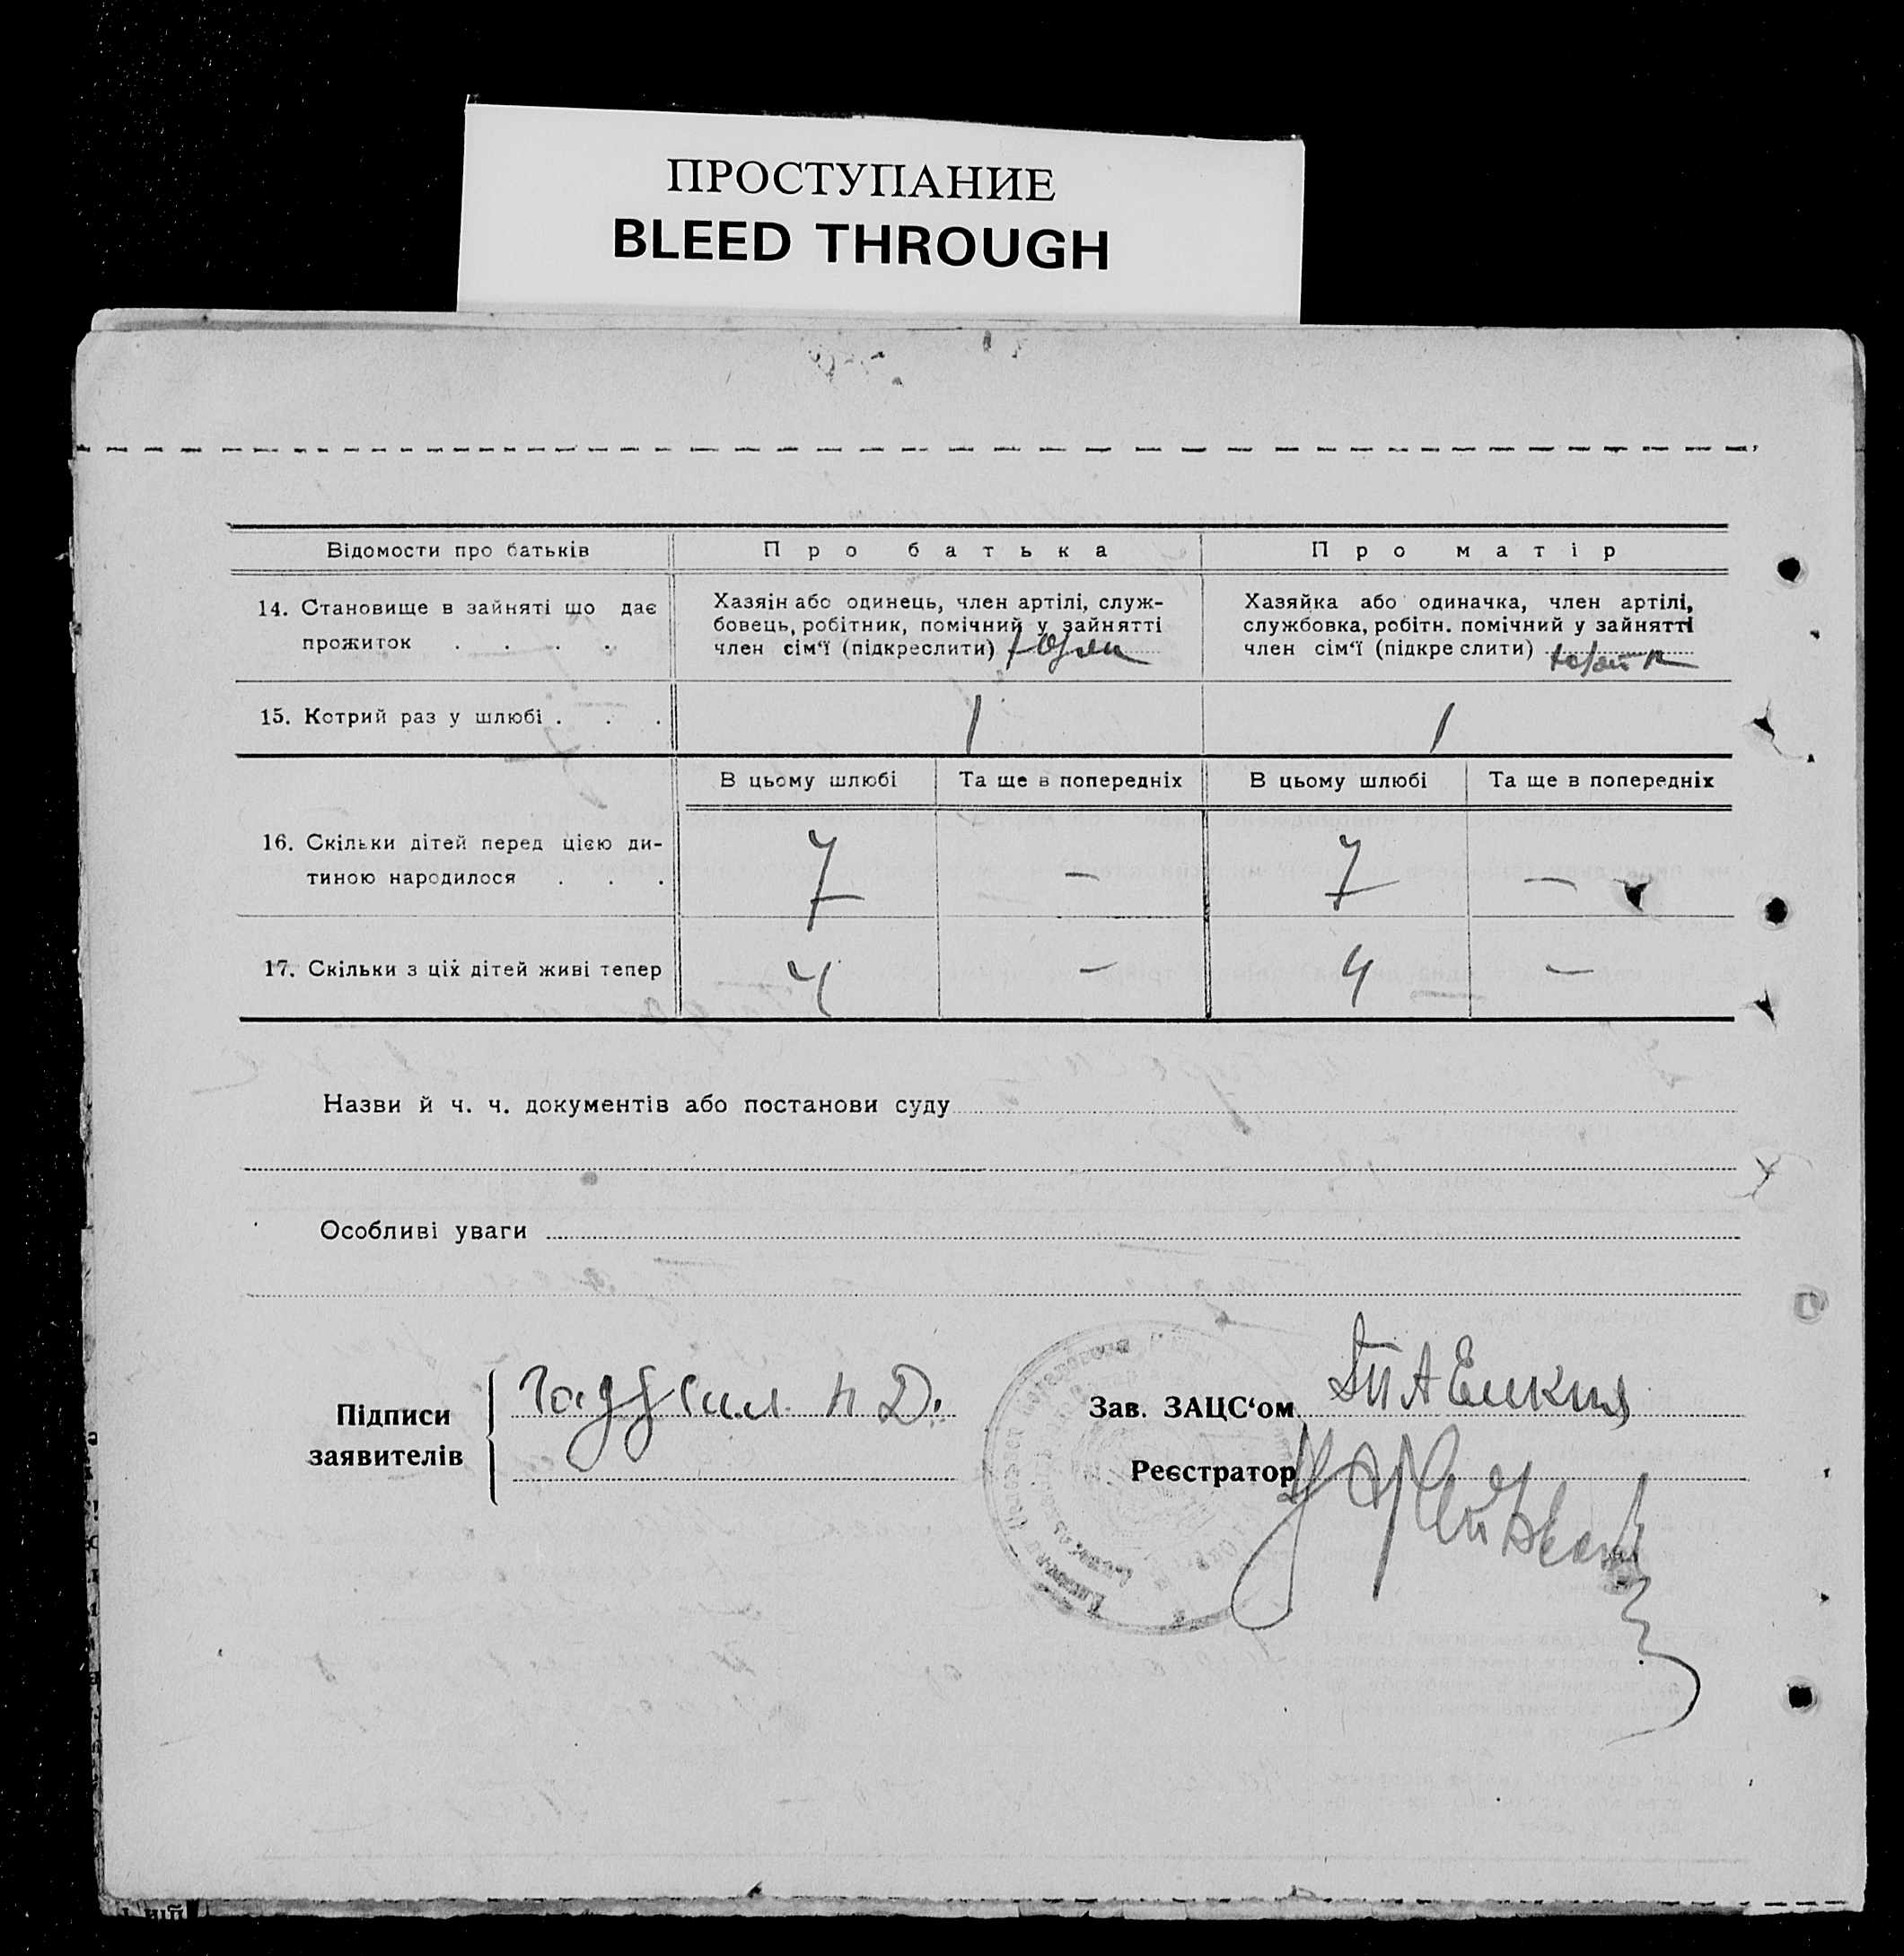 ПРОСТУПАНИЕ
BLEED THROUGH
Відомости про батьків
Про батька
Про матір
14. Становище в зайняті що дає
прожиток . . . .
Хазяїн або одинець, член артілі, служ-
бовець, робітник, помічний у зайнятті
член сім‘ї (підкреслити)
Хазяйка або одиначка, член артілі,
службовка, робітн. помічний у зайнятті
член сім‘ї (підкре слити)
15. Котрий раз у шлюбі . . .
1
1
В цьому шлюбі
Та ще в попередніх
В цьому шлюбі
Та ще в попередніх
16. Скільки дітей перед цією ди-
тиною народилося . . .
7
—
7
—
17. Скільки з ціх дітей живі тепер
4
—
4
—
Назви й ч. ч. документів або постанови суду
Особливі уваги
Підписи
заявителів
Зав. ЗАЦС‘ом
Реєстратор